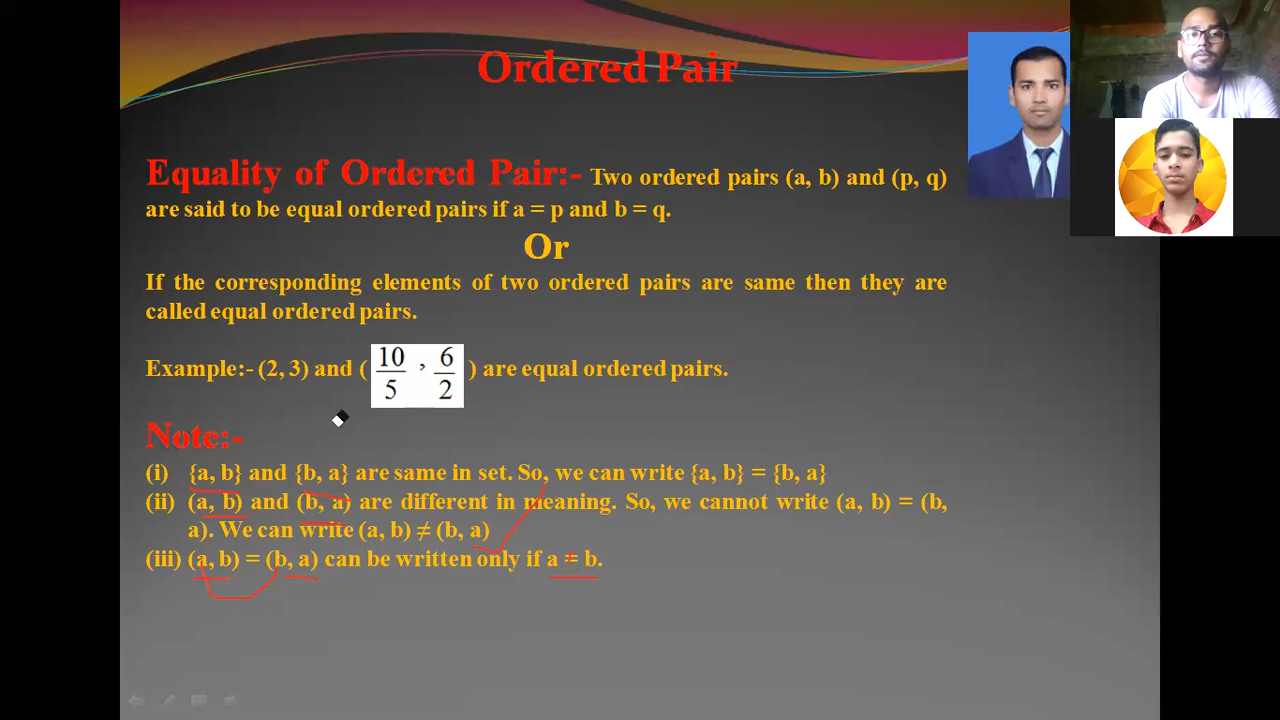 Ordered Pair
Equality of Ordered Pair:- Two ordered pairs (a, b) and (p, q)
are said to be equal ordered pairs if a = p and b = q.
Or
If the corresponding elements of two ordered pairs are same then they are
called equal ordered pairs.
Example:- (2, 3) and ( 10/5 , 6/2 ) are equal ordered pairs.
Note:-
(i) {a, b} and {b, a} are same in set. So, we can write {a, b} = {b, a}
(ii) (a, b) and (b, a) are different in meaning. So, we cannot write (a, b) = (b,
a). We can write (a, b) ≠ (b, a)
(iii) (a, b) = (b, a) can be written only if a = b.